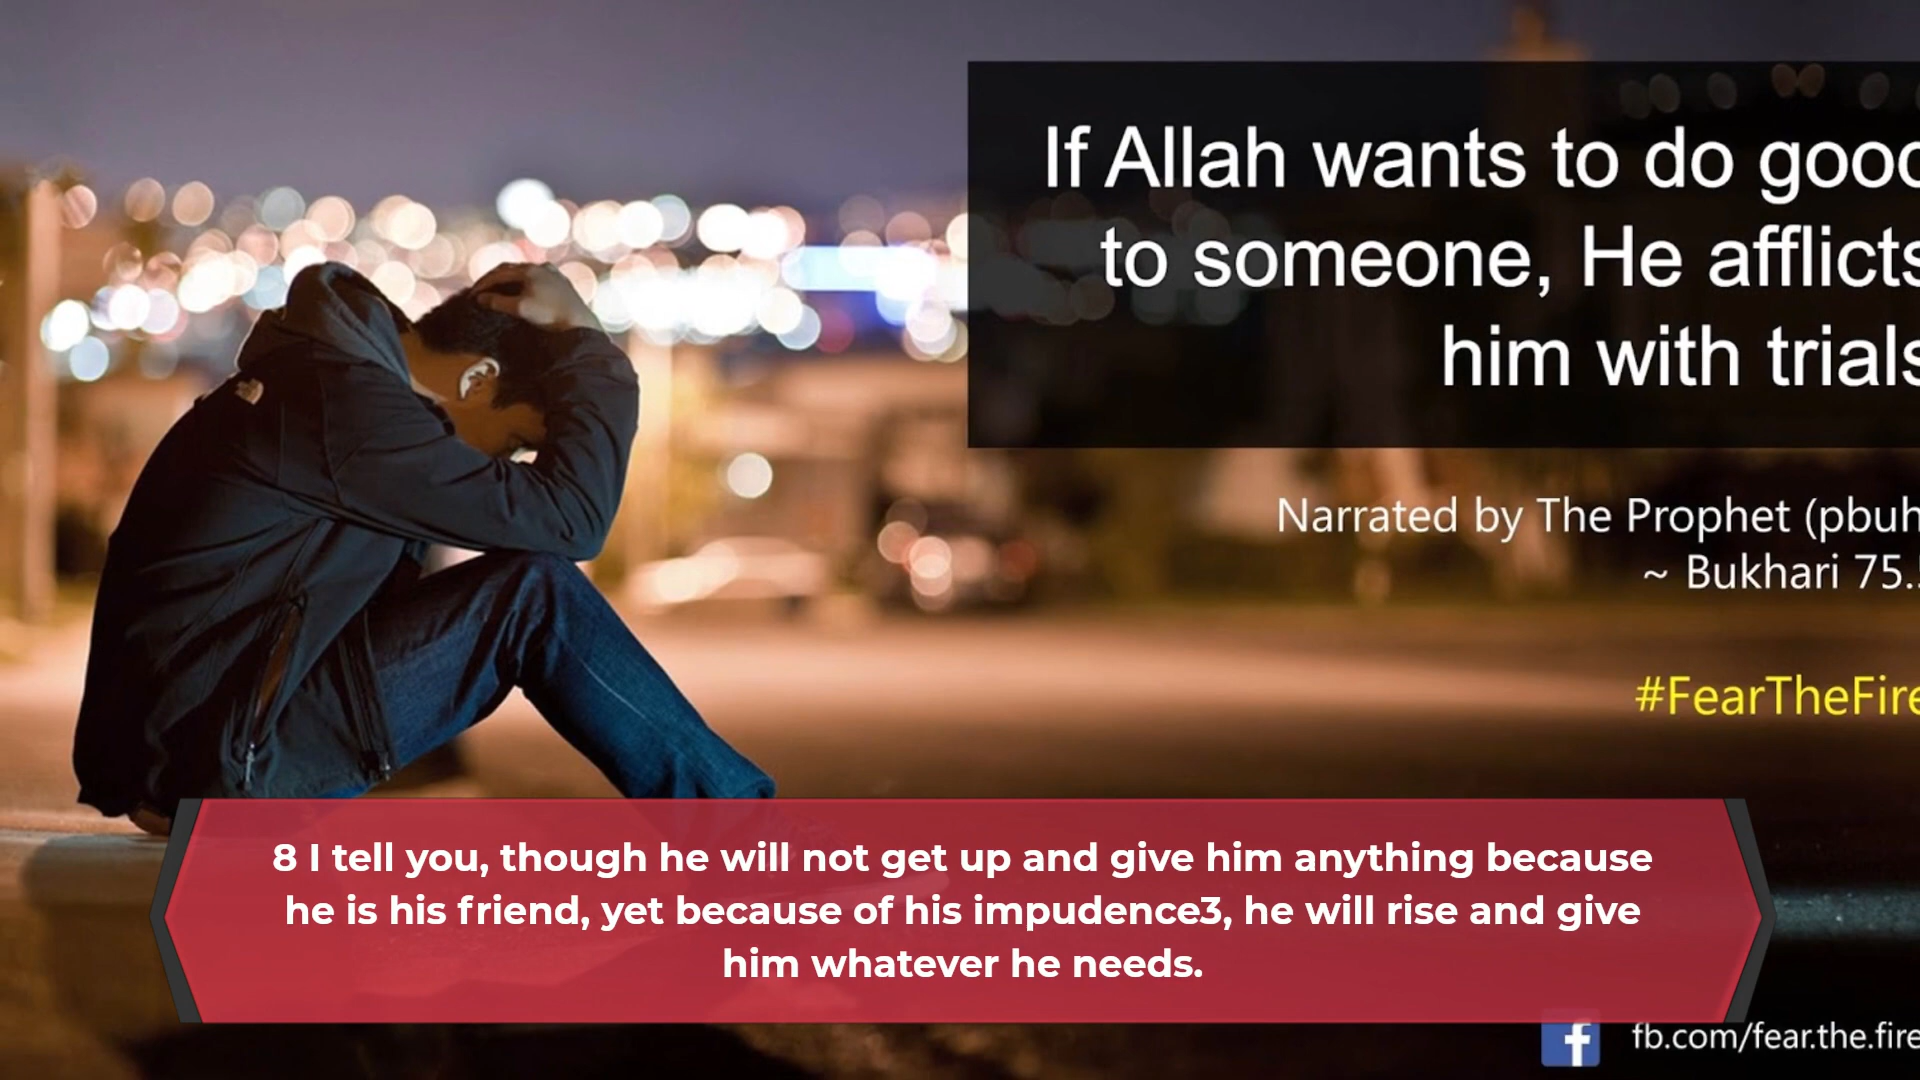 If Allah wants to do good
to someone, He afflicts
him with trials
Narrated by The Prophet (pbuh
~ Bukhari 75.
#FearTheFire
8 I tell you, though he will not get up and give him anything because
he is his friend, yet because of his impudence3, he will rise and give
him whatever he needs.
fb.com/fear.the.fire